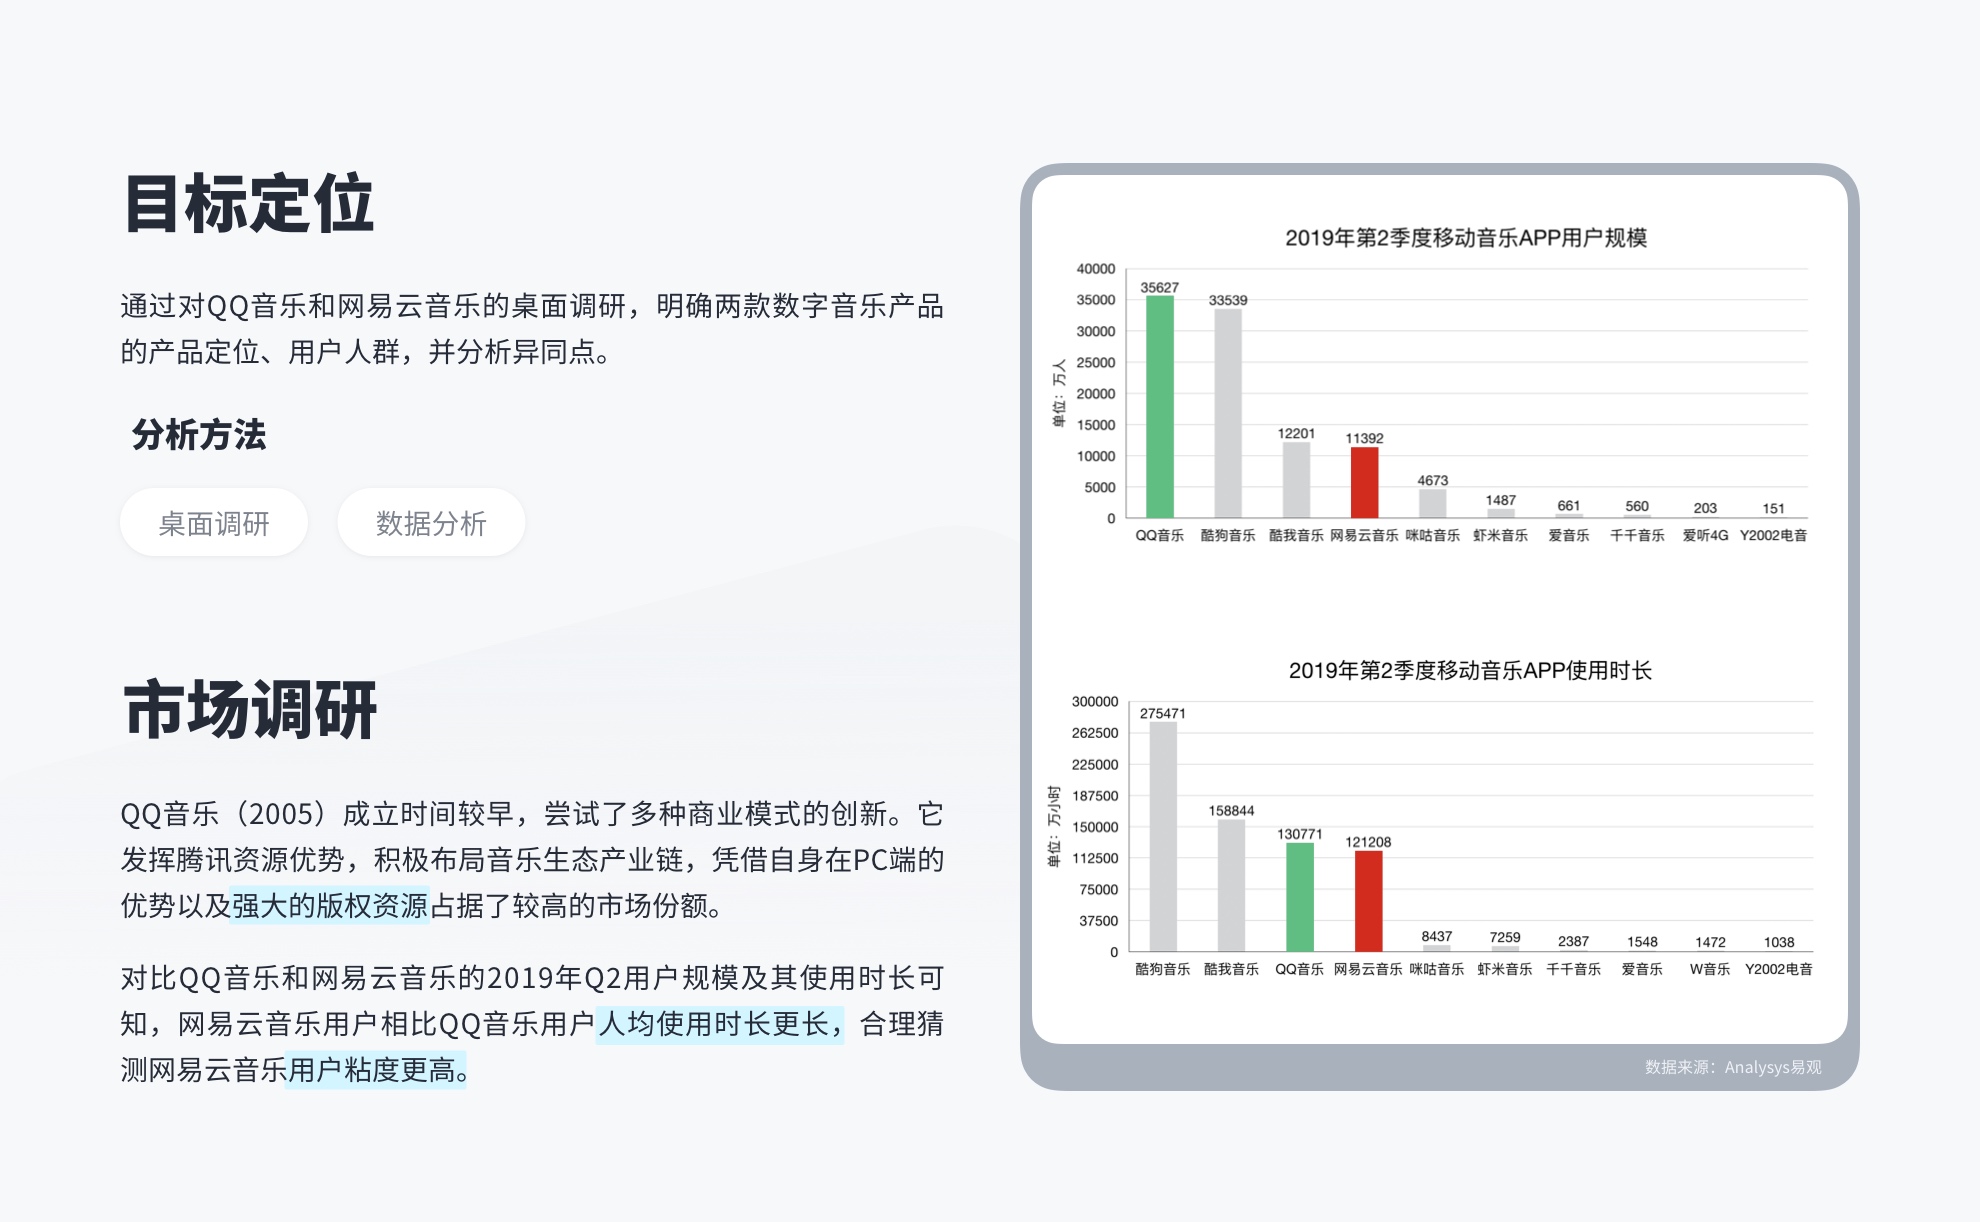 目标定位
通过对QQ音乐和网易云音乐的桌面调研，明确两款数字音乐产品
的产品定位、用户人群，并分析异同点。
分析方法
桌面调研
数据分析
市场调研
QQ音乐（2005）成立时间较早，尝试了多种商业模式的创新。它
发挥腾讯资源优势，积极布局音乐生态产业链，凭借自身在PC端的
优势以及强大的版权资源占据了较高的市场份额。
对比QQ音乐和网易云音乐的2019年Q2用户规模及其使用时长可
知，网易云音乐用户相比QQ音乐用户人均使用时长更长，合理猜
测网易云音乐用户粘度更高。
2019年第2季度移动音乐APP用户规模
单位：万人
40000
35000
30000
25000
20000
15000
10000
5000
0
35627
33539
12201
11392
4673
1487
661
560
203
151
QQ音乐 酷狗音乐 酷我音乐 网易云音乐 咪咕音乐 虾米音乐 爱音乐 千千音乐 爱听4G Y2002电音
2019年第2季度移动音乐APP使用时长
单位：万小时
300000
262500
225000
187500
150000
112500
75000
37500
0
275471
158844
130771
121208
8437
7259
2387
1548
1472
1038
酷狗音乐 酷我音乐 QQ音乐 网易云音乐 咪咕音乐 虾米音乐 千千音乐 爱音乐 W音乐 Y2002电音
数据来源：Analysys易观